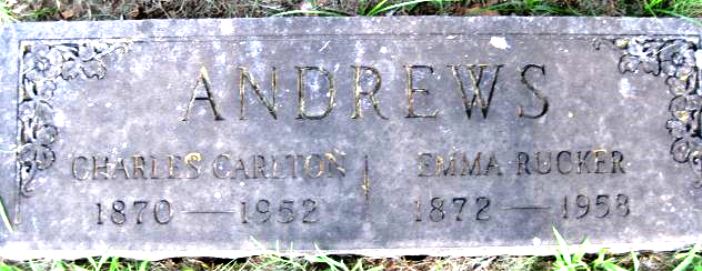 ANDREWS
CHARLES CARLTON EMMA RUCKER
1870 — 1952 1872 — 1958